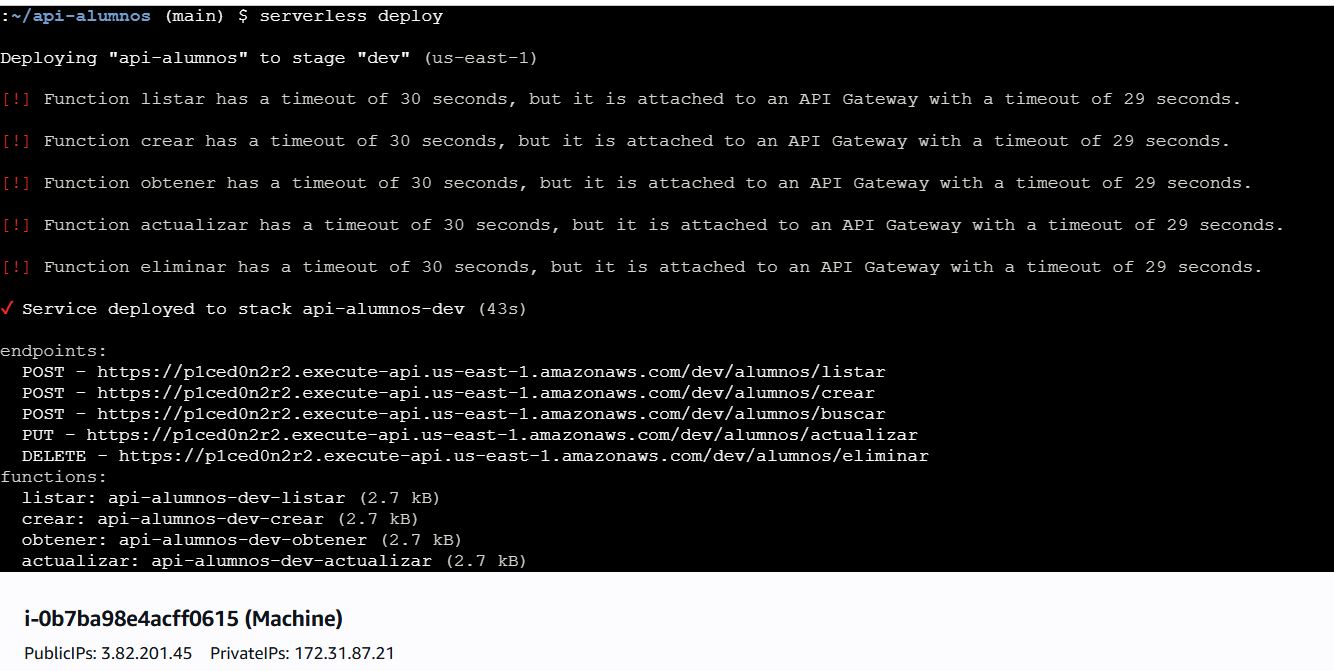 :~/api-alumnos (main) $ serverless deploy
Deploying "api-alumnos" to stage "dev" (us-east-1)
[!] Function listar has a timeout of 30 seconds, but it is attached to an API Gateway with a timeout of 29 seconds.
[!] Function crear has a timeout of 30 seconds, but it is attached to an API Gateway with a timeout of 29 seconds.
[!] Function obtener has a timeout of 30 seconds, but it is attached to an API Gateway with a timeout of 29 seconds.
[!] Function actualizar has a timeout of 30 seconds, but it is attached to an API Gateway with a timeout of 29 seconds.
[!] Function eliminar has a timeout of 30 seconds, but it is attached to an API Gateway with a timeout of 29 seconds.
✓ Service deployed to stack api-alumnos-dev (43s)
endpoints:
POST - https://p1ced0n2r2.execute-api.us-east-1.amazonaws.com/dev/alumnos/listar
POST - https://p1ced0n2r2.execute-api.us-east-1.amazonaws.com/dev/alumnos/crear
POST - https://p1ced0n2r2.execute-api.us-east-1.amazonaws.com/dev/alumnos/buscar
PUT - https://p1ced0n2r2.execute-api.us-east-1.amazonaws.com/dev/alumnos/actualizar
DELETE - https://p1ced0n2r2.execute-api.us-east-1.amazonaws.com/dev/alumnos/eliminar
functions:
listar: api-alumnos-dev-listar (2.7 kB)
crear: api-alumnos-dev-crear (2.7 kB)
obtener: api-alumnos-dev-obtener (2.7 kB)
actualizar: api-alumnos-dev-actualizar (2.7 kB)
i-0b7ba98e4acff0615 (Machine)
PublicIPs: 3.82.201.45 PrivateIPs: 172.31.87.21